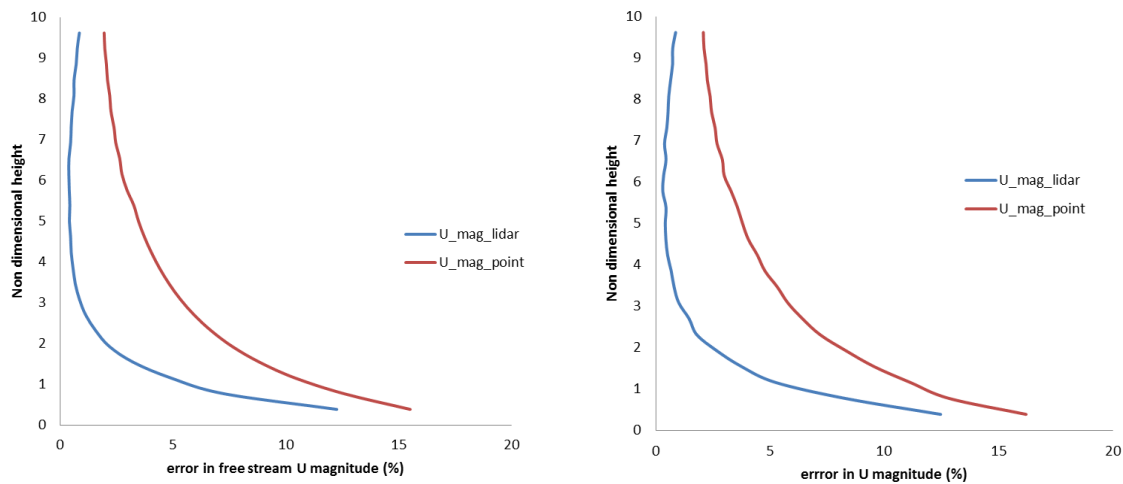 10
9
8
7
6
5
4
3
2
1
0
Non dimensional height
0 5 10 15 20
error in free stream U magnitude (%)
U_mag_lidar
U_mag_point
10
9
8
7
6
5
4
3
2
1
0
Non dimensional height
0 5 10 15 20
errror in U magnitude (%)
U_mag_lidar
U_mag_point